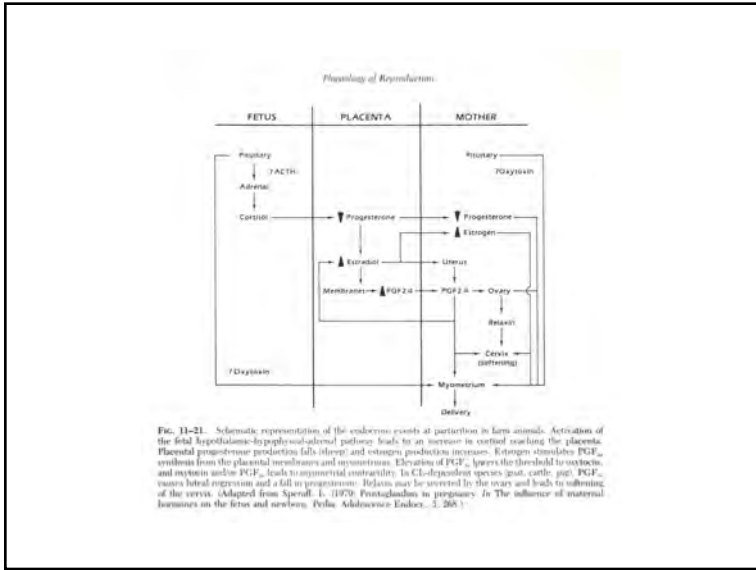 Physiology of Reproduction
FETUS PLACENTA MOTHER
Pituitary Pituitary
?ACTH ?Oxytocin
Adrenal
Cortisol Progesterone Progesterone
Estrogen
Estradiol Uterus
Membranes PGF2α PGF2α Ovary
Relaxin
Cervix
(softening)
?Oxytocin
Myometrium
Delivery
FIG. 11-21. Schematic representation of the endocrine events at parturition in farm animals. Activation of
the fetal hypothalamic-hypophyseal-adrenal pathway leads to an increase in cortisol reaching the placenta.
Placental progesterone production falls (sheep) and estrogen production increases. Estrogen stimulates PGF
synthesis from the placental membranes and myometrium. Elevation of PGF lowers the threshold to oxytocin,
and oxytocin and/or PGF leads to myometrial contractility. In CL-dependent species (goat, cattle, pig), PGF
causes luteal regression and a fall in progesterone. Relaxin may be secreted by the ovary and leads to softening
of the cervix. (Adapted from Speroff, L. (1979) Prostaglandins in pregnancy. In The influence of maternal
hormones on the fetus and newborn. Pediat. Adolescence Endocr. 5, 268.)